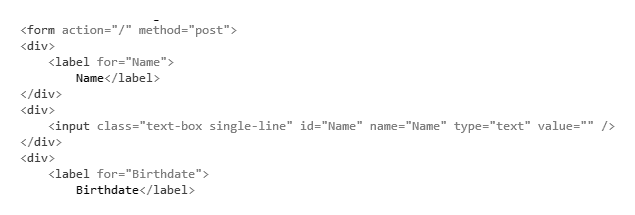 <form action="/" method="post">
<div>
<label for="Name">
Name</label>
</div>
<div>
<input class="text-box single-line" id="Name" name="Name" type="text" value="" />
</div>
<div>
<label for="Birthdate">
Birthdate</label>